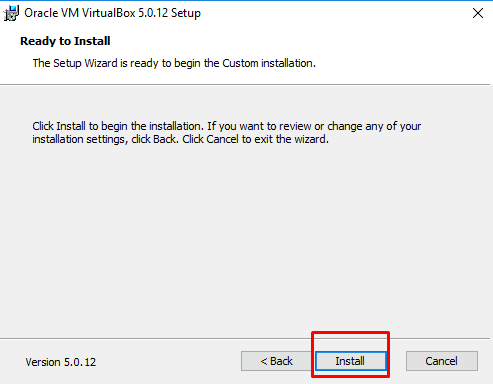 Oracle VM VirtualBox 5.0.12 Setup
Ready to Install
The Setup Wizard is ready to begin the Custom installation.
Click Install to begin the installation. If you want to review or change any of your
installation settings, click Back. Click Cancel to exit the wizard.
Version 5.0.12
< Back
Install
Cancel